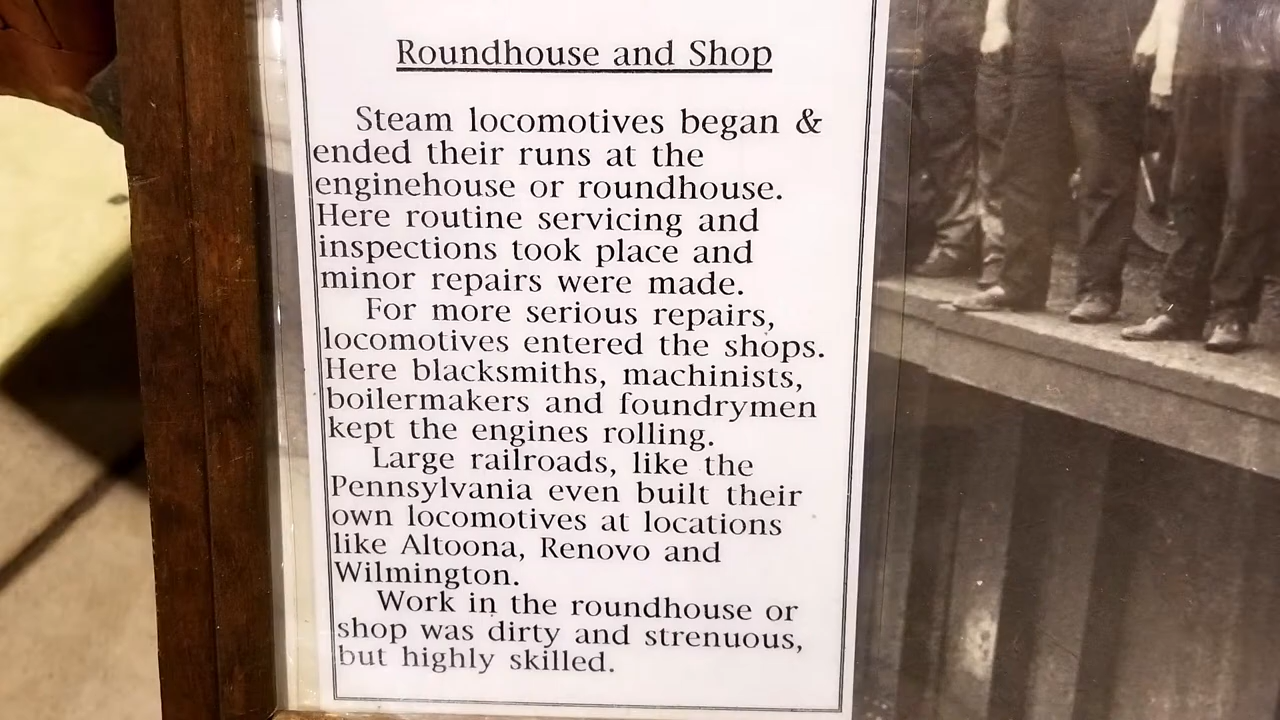 Roundhouse and Shop
Steam locomotives began &
ended their runs at the
enginehouse or roundhouse.
Here routine servicing and
inspections took place and
minor repairs were made.
For more serious repairs,
locomotives entered the shops.
Here blacksmiths, machinists,
boilermakers and foundrymen
kept the engines rolling.
Large railroads, like the
Pennsylvania even built their
own locomotives at locations
like Altoona, Renovo and
Wilmington.
Work in the roundhouse or
shop was dirty and strenuous,
but highly skilled.